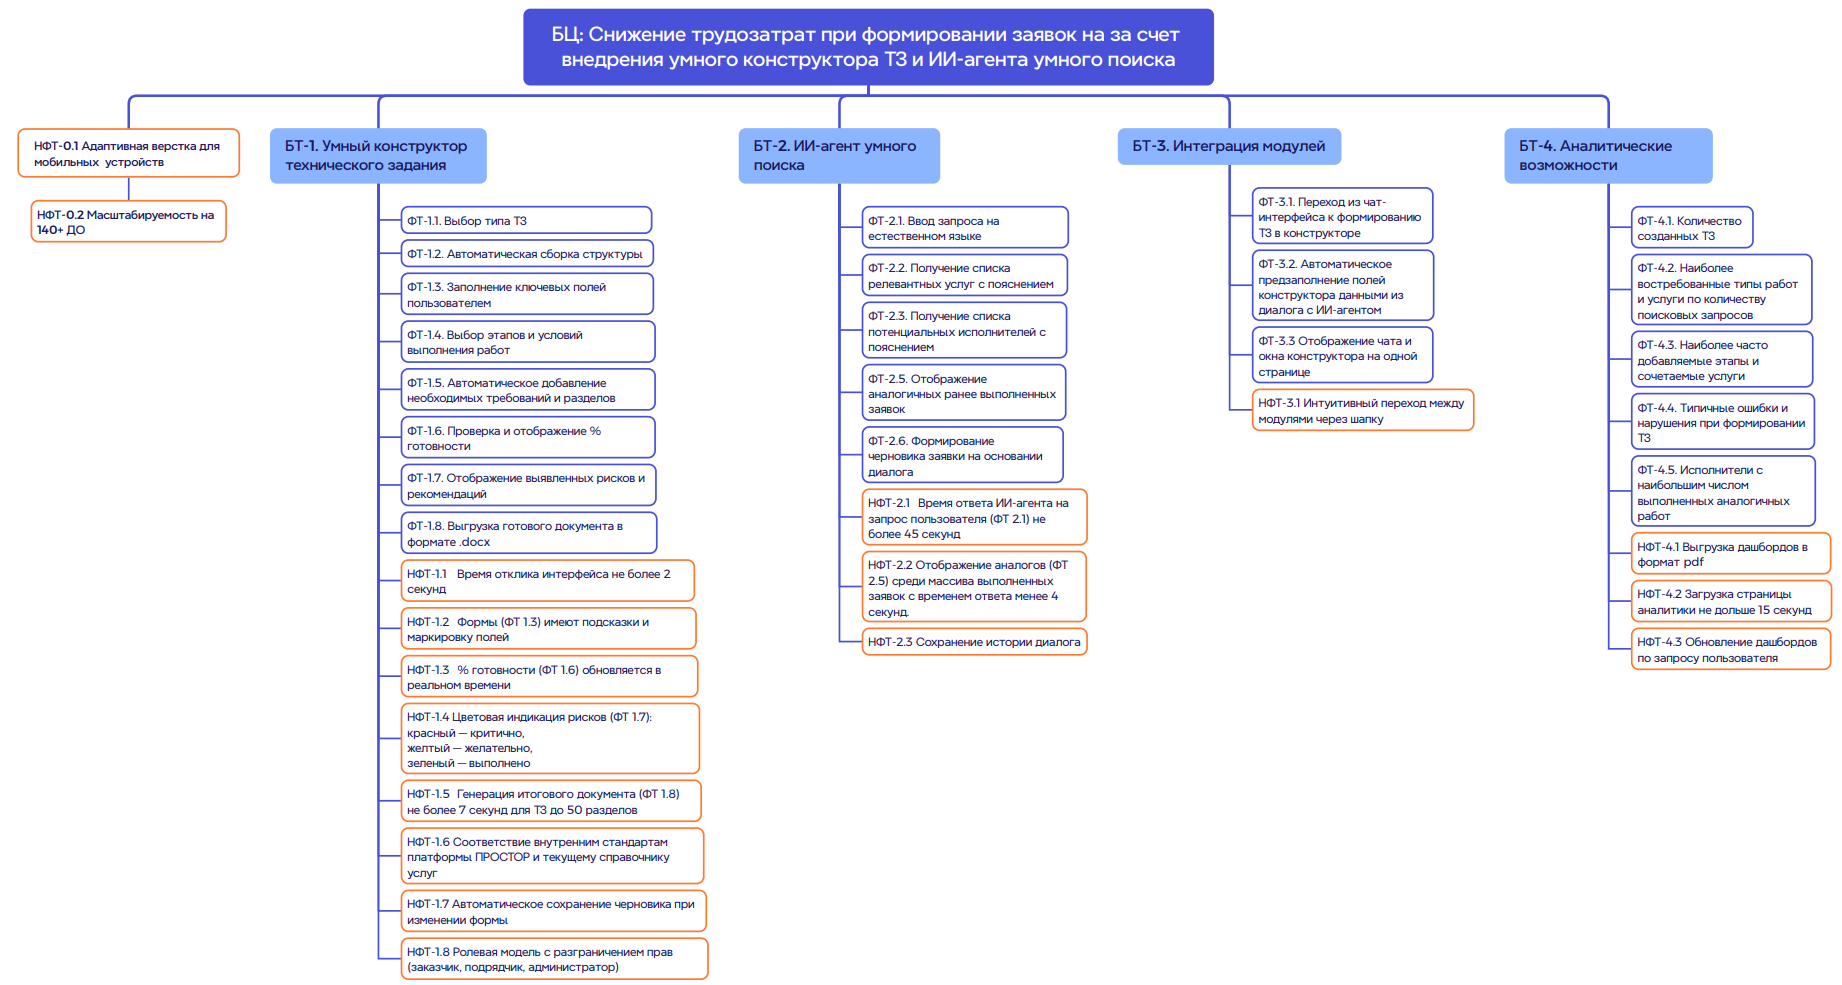 БЦ: Снижение трудозатрат при формировании заявок на за счет
внедрения умного конструктора ТЗ и ИИ-агента умного поиска
НФТ-0.1 Адаптивная верстка для
мобильных устройств
НФТ-0.2 Масштабируемость на
140+ ДО
БТ-1. Умный конструктор
технического задания
ФТ-1.1. Выбор типа ТЗ
ФТ-1.2. Автоматическая сборка структуры
ФТ-1.3. Заполнение ключевых полей
пользователем
ФТ-1.4. Выбор этапов и условий
выполнения работ
ФТ-1.5. Автоматическое добавление
необходимых требований и разделов
ФТ-1.6. Проверка и отображение %
готовности
ФТ-1.7. Отображение выявленных рисков и
рекомендаций
ФТ-1.8. Выгрузка готового документа в
формате .docx
НФТ-1.1 Время отклика интерфейса не более 2
секунд
НФТ-1.2 Формы (ФТ 1.3) имеют подсказки и
маркировку полей
НФТ-1.3 % готовности (ФТ 1.6) обновляется в
реальном времени
НФТ-1.4 Цветовая индикация рисков (ФТ 1.7):
красный — критично,
желтый — желательно,
зеленый — выполнено
НФТ-1.5 Генерация итогового документа (ФТ 1.8)
не более 7 секунд для ТЗ до 50 разделов
НФТ-1.6 Соответствие внутренним стандартам
платформы ПРОСТОР и текущему справочнику
услуг
НФТ-1.7 Автоматическое сохранение черновика при
изменении формы
НФТ-1.8 Ролевая модель с разграничением прав
(заказчик, подрядчик, администратор)
БТ-2. ИИ-агент умного
поиска
ФТ-2.1. Ввод запроса на
естественном языке
ФТ-2.2. Получение списка
релевантных услуг с пояснением
ФТ-2.3. Получение списка
потенциальных исполнителей с
пояснением
ФТ-2.5. Отображение
аналогичных ранее выполненных
заявок
ФТ-2.6. Формирование
черновика заявки на основании
диалога
НФТ-2.1 Время ответа ИИ-агента на
запрос пользователя (ФТ 2.1) не
более 45 секунд
НФТ-2.2 Отображение аналогов (ФТ
2.5) среди массива выполненных
заявок с временем ответа менее 4
секунд.
НФТ-2.3 Сохранение истории диалога
БТ-3. Интеграция модулей
ФТ-3.1. Переход из чат-
интерфейса к формированию
ТЗ в конструкторе
ФТ-3.2. Автоматическое
предзаполнение полей
конструктора данными из
диалога с ИИ-агентом
ФТ-3.3 Отображение чата и
окна конструктора на одной
странице
НФТ-3.1 Интуитивный переход между
модулями через шапку
БТ-4. Аналитические
возможности
ФТ-4.1. Количество
созданных ТЗ
ФТ-4.2. Наиболее
востребованные типы работ
и услуги по количеству
поисковых запросов
ФТ-4.3. Наиболее часто
добавляемые этапы и
сочетаемые услуги
ФТ-4.4. Типичные ошибки и
нарушения при формировании
ТЗ
ФТ-4.5. Исполнители с
наибольшим числом
выполненных аналогичных
работ
НФТ-4.1 Выгрузка дашбордов в
формат pdf
НФТ-4.2 Загрузка страницы
аналитики не дольше 15 секунд
НФТ-4.3 Обновление дашбордов
по запросу пользователя